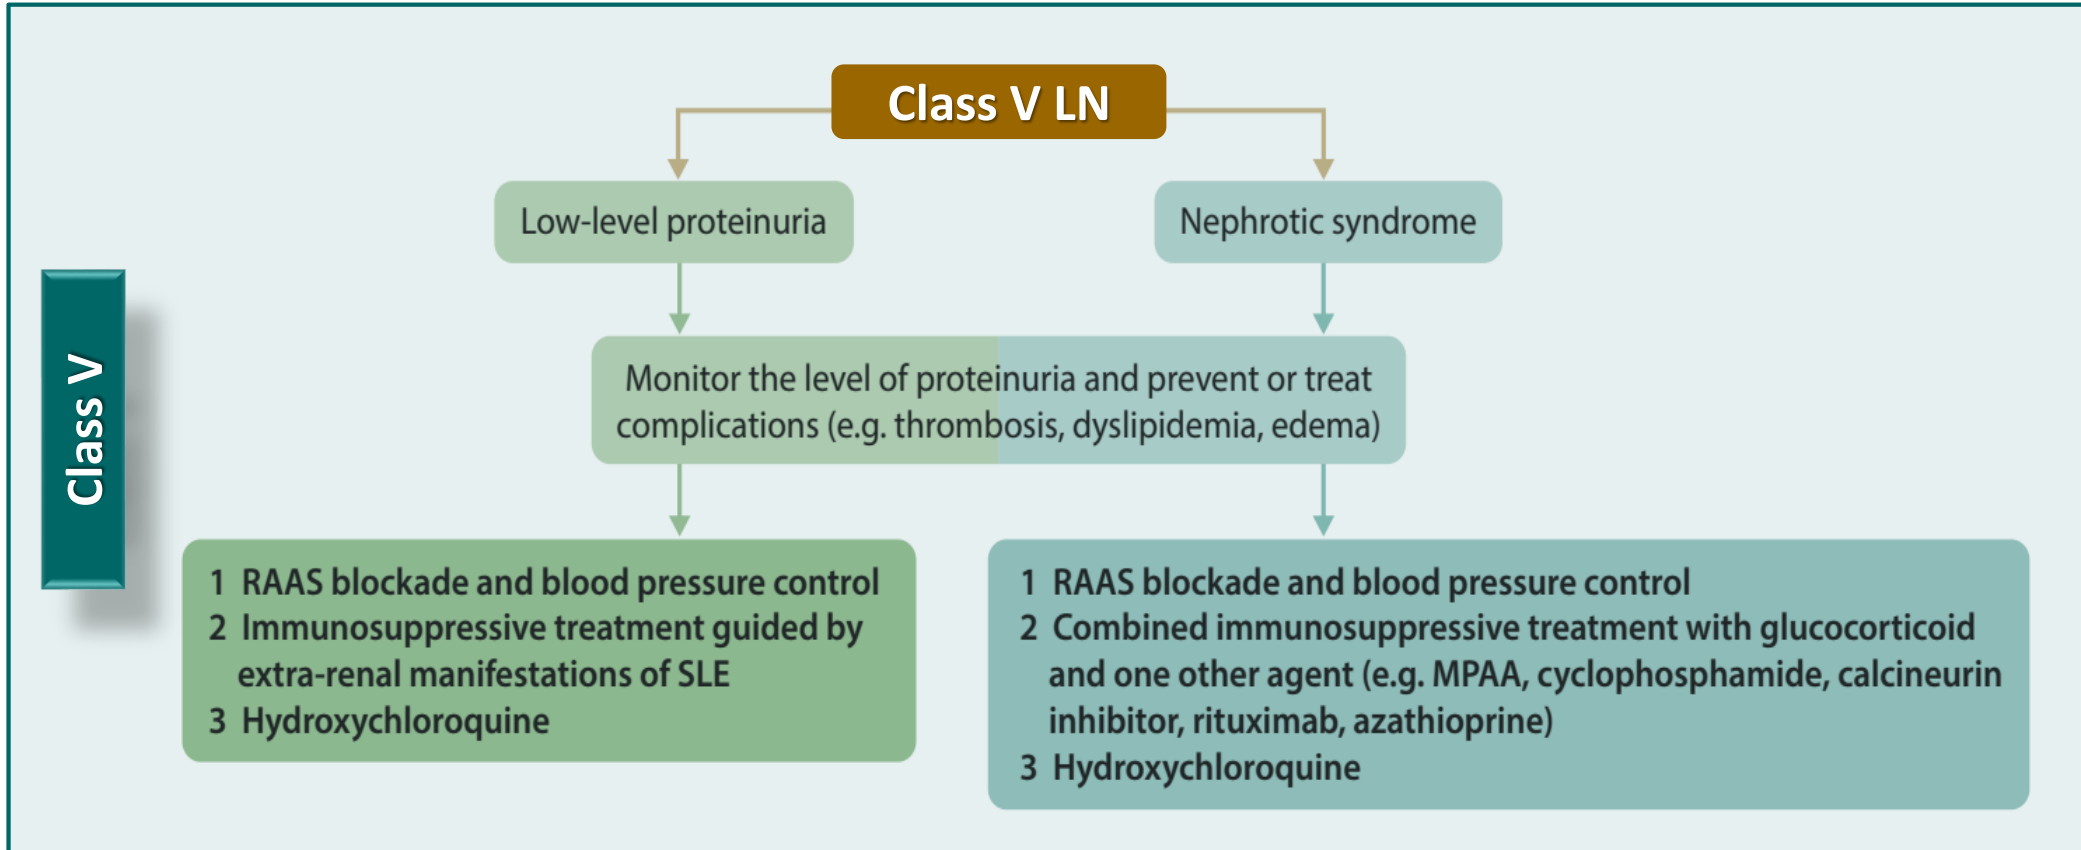 Class V LN
Low-level proteinuria
Nephrotic syndrome
Class V
Monitor the level of proteinuria and prevent or treat
complications (e.g. thrombosis, dyslipidemia, edema)
1 RAAS blockade and blood pressure control
2 Immunosuppressive treatment guided by
extra-renal manifestations of SLE
3 Hydroxychloroquine
1 RAAS blockade and blood pressure control
2 Combined immunosuppressive treatment with glucocorticoid
and one other agent (e.g. MPAA, cyclophosphamide, calcineurin
inhibitor, rituximab, azathioprine)
3 Hydroxychloroquine